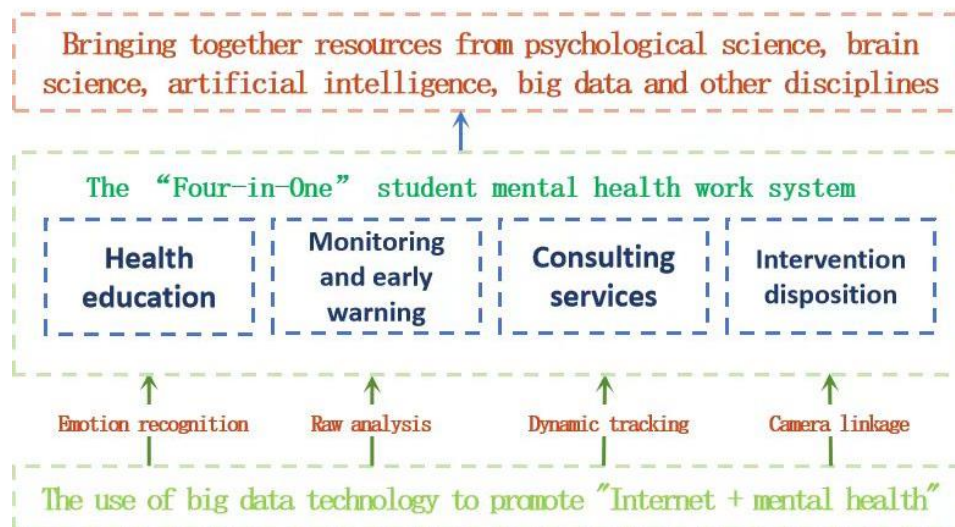 Bringing together resources from psychological science, brain
science, artificial intelligence, big data and other disciplines
The “Four-in-One” student mental health work system
Health
education
Monitoring
and early
warning
Consulting
services
Intervention
disposition
Emotion recognition
Raw analysis
Dynamic tracking
Camera linkage
The use of big data technology to promote "Internet + mental health"